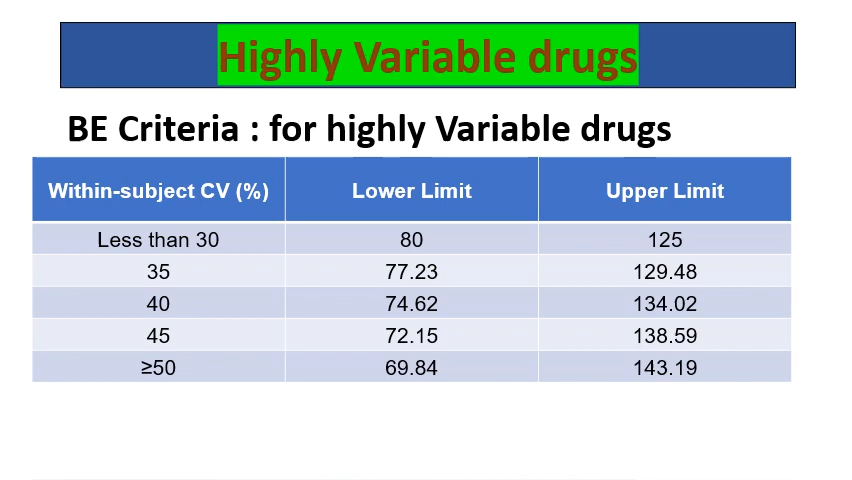 Highly Variable drugs
BE Criteria : for highly Variable drugs
Within-subject CV (%) Lower Limit Upper Limit
Less than 30 80 125
35 77.23 129.48
40 74.62 134.02
45 72.15 138.59
≥50 69.84 143.19